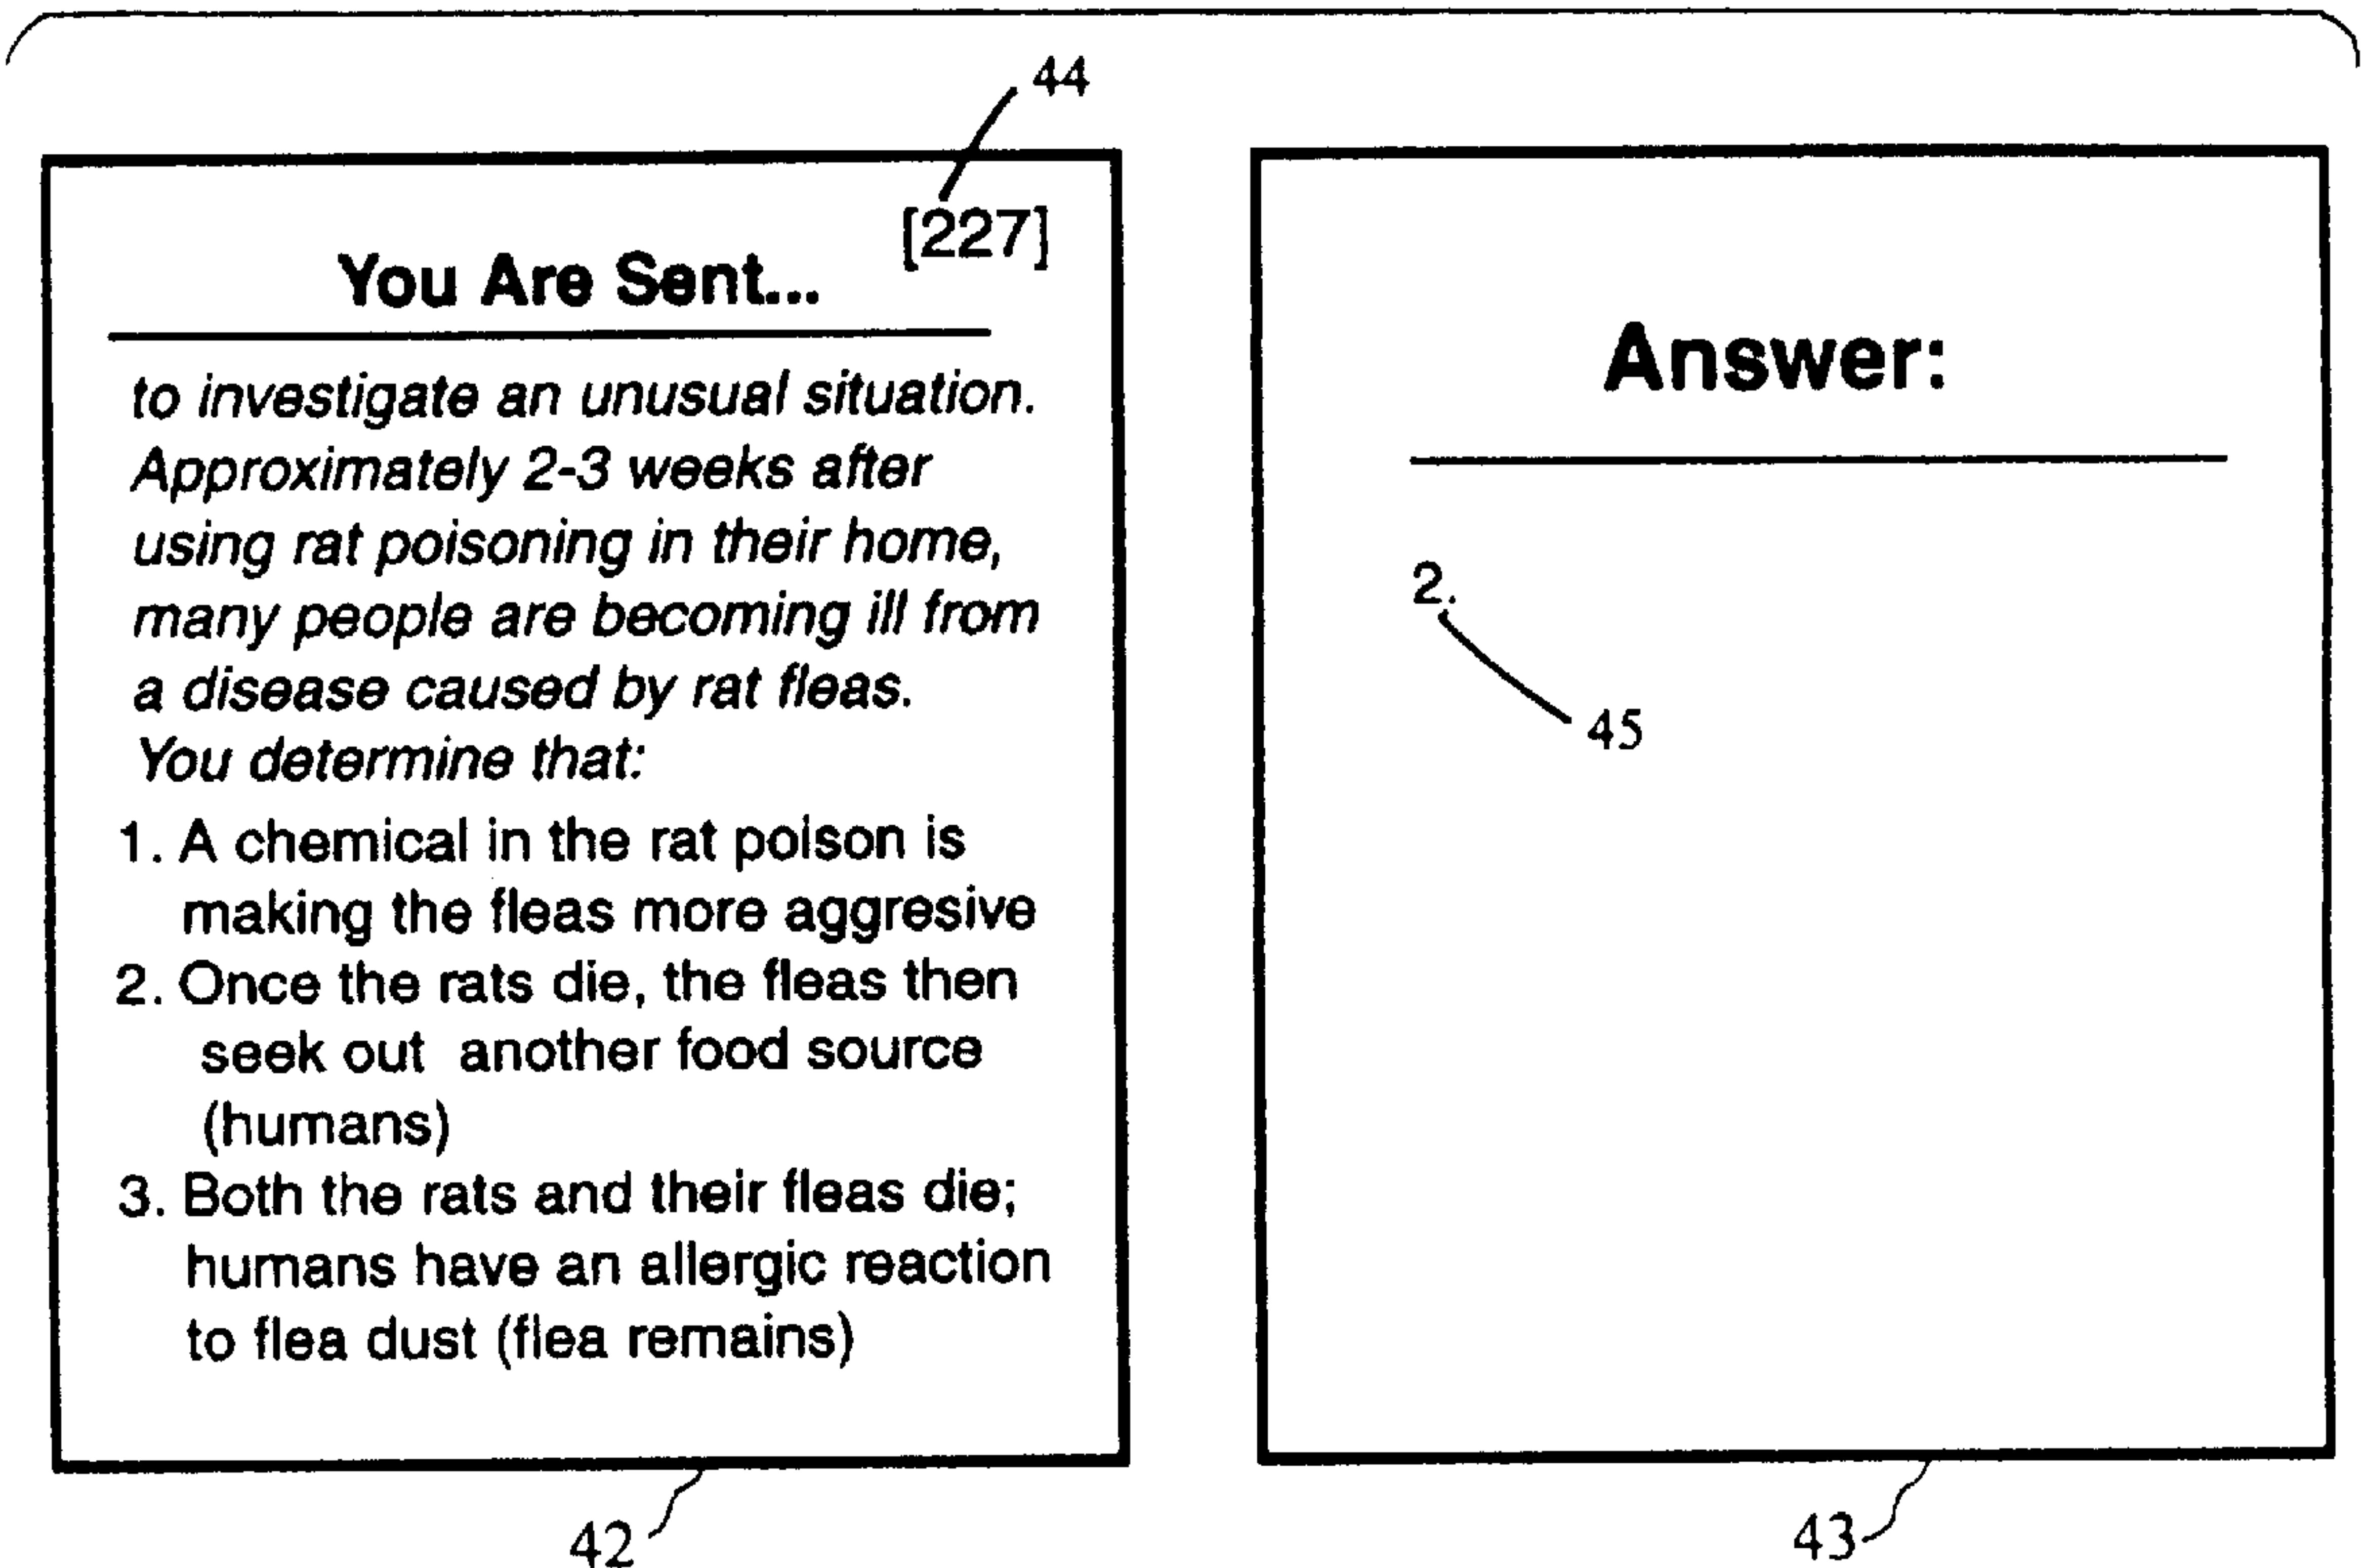 44
[227]
You Are Sent...
to investigate an unusual situation.
Approximately 2-3 weeks after
using rat poisoning in their home,
many people are becoming ill from
a disease caused by rat fleas.
You determine that:
1. A chemical in the rat poison is
making the fleas more aggresive
2. Once the rats die, the fleas then
seek out another food source
(humans)
3. Both the rats and their fleas die;
humans have an allergic reaction
to flea dust (flea remains)
42
Answer:
2.
45
43